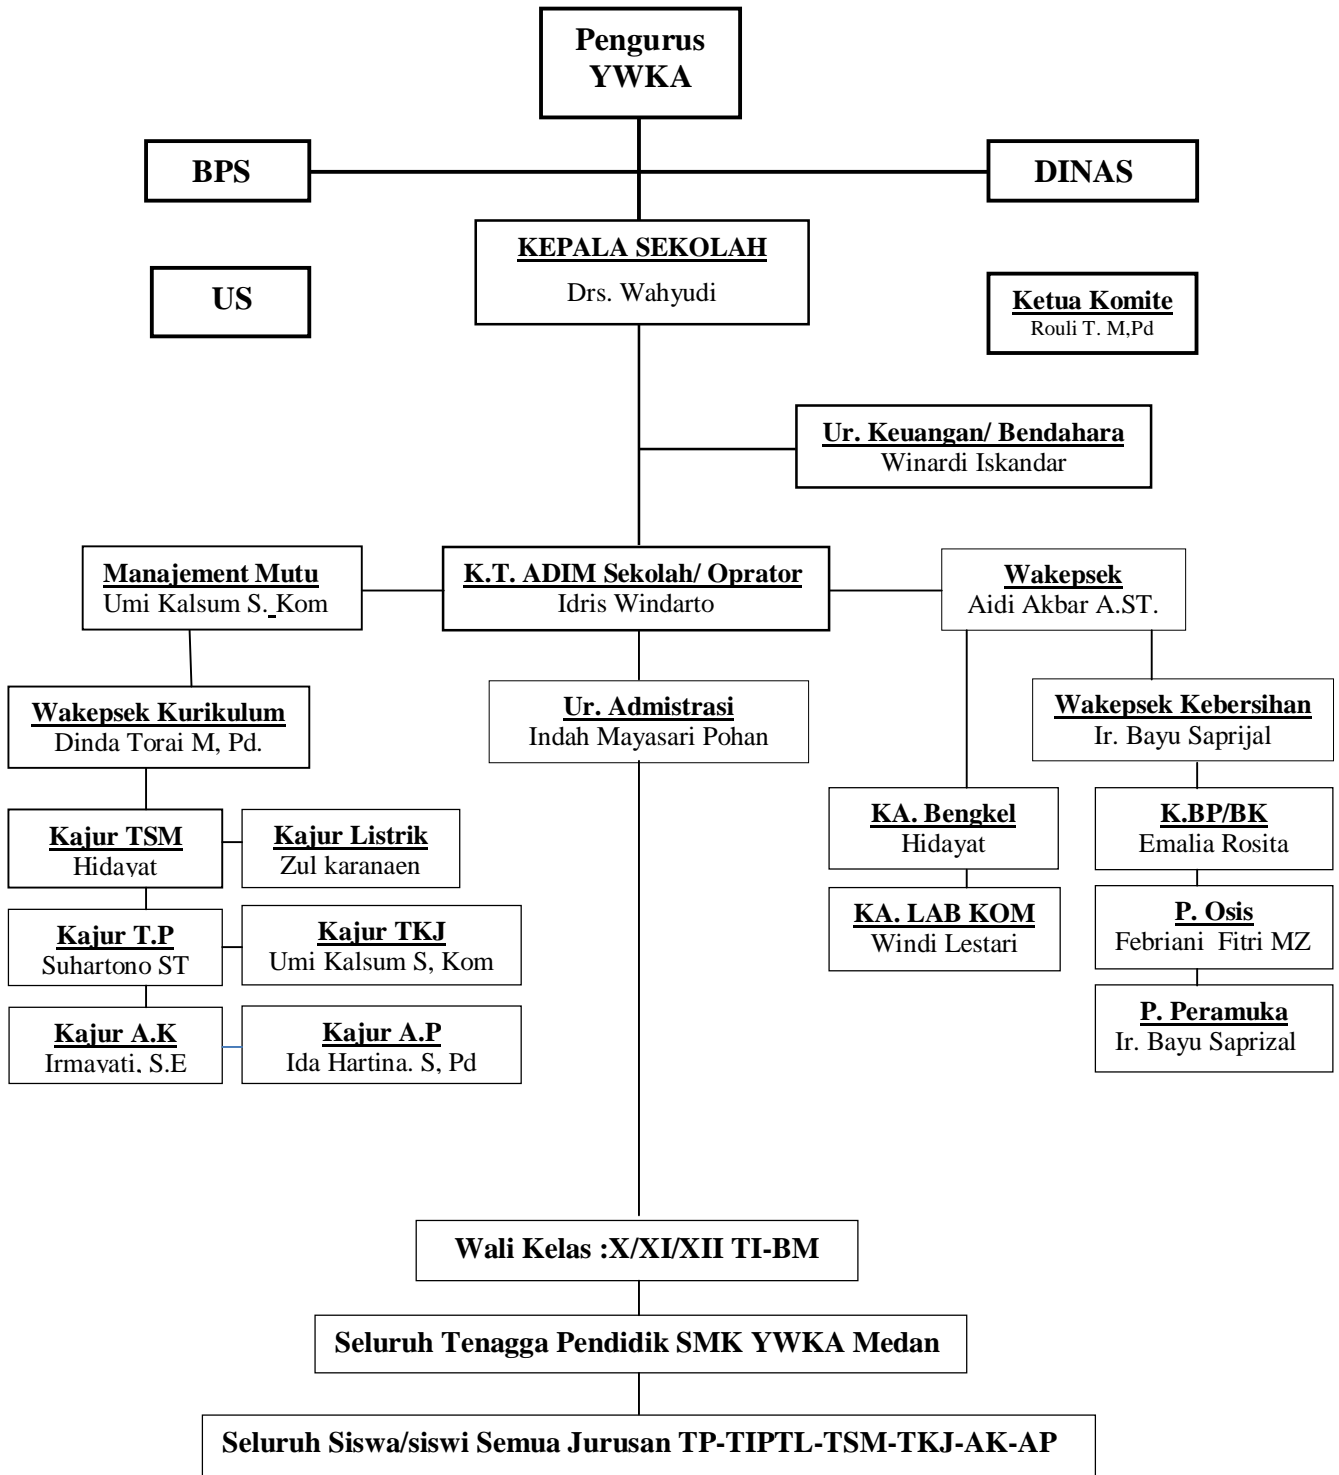 Pengurus
YWKA
BPS
DINAS
KEPALA SEKOLAH
Drs. Wahyudi
US
Ketua Komite
Rouli T. M,Pd
Ur. Keuangan/ Bendahara
Winardi Iskandar
Manajement Mutu
Umi Kalsum S. Kom
K.T. ADIM Sekolah/ Oprator
Idris Windarto
Wakepsek
Aidi Akbar A.ST.
Wakepsek Kurikulum
Dinda Torai M, Pd.
Ur. Admistrasi
Indah Mayasari Pohan
Wakepsek Kebersihan
Ir. Bayu Saprijal
Kajur TSM
Hidayat
Kajur Listrik
Zul karanaen
KA. Bengkel
Hidayat
K.BP/BK
Emalia Rosita
Kajur T.P
Suhartono ST
Kajur TKJ
Umi Kalsum S, Kom
KA. LAB KOM
Windi Lestari
P. Osis
Febriani Fitri MZ
Kajur A.K
Irmayati, S.E
Kajur A.P
Ida Hartina. S, Pd
P. Peramuka
Ir. Bayu Saprizal
Wali Kelas :X/XI/XII TI-BM
Seluruh Tenagga Pendidik SMK YWKA Medan
Seluruh Siswa/siswi Semua Jurusan TP-TIPTL-TSM-TKJ-AK-AP